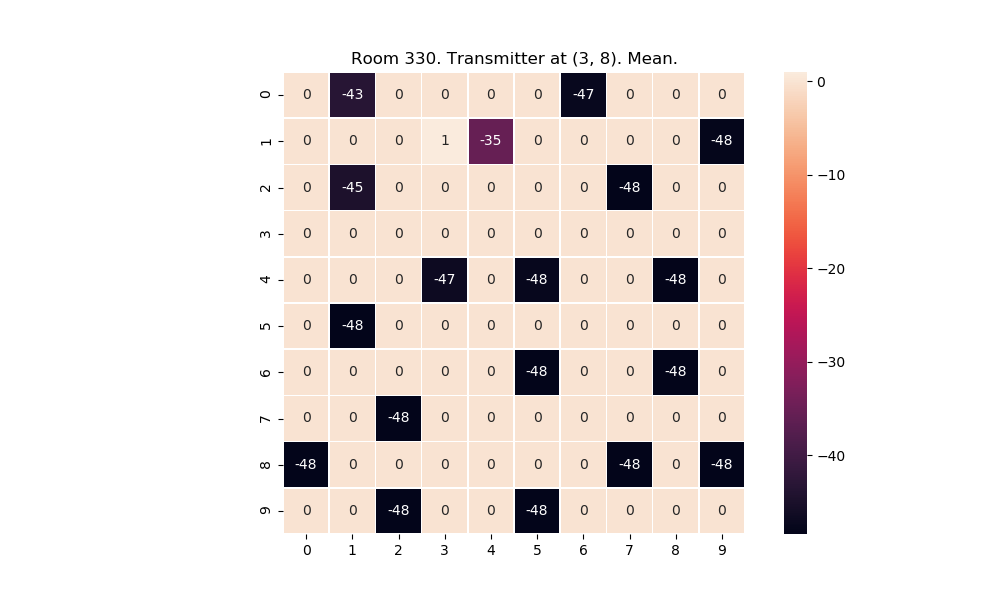 Room 330. Transmitter at (3, 8). Mean.
0 0 -43 0 0 0 0 -47 0 0 0
1 0 0 0 1 -35 0 0 0 0 -48
2 0 -45 0 0 0 0 0 -48 0 0
3 0 0 0 0 0 0 0 0 0 0
4 0 0 0 -47 0 -48 0 0 -48 0
5 0 -48 0 0 0 0 0 0 0 0
6 0 0 0 0 0 -48 0 0 -48 0
7 0 0 -48 0 0 0 0 0 0 0
8 -48 0 0 0 0 0 0 -48 0 -48
9 0 0 -48 0 0 -48 0 0 0 0
0 1 2 3 4 5 6 7 8 9
0
−10
−20
−30
−40